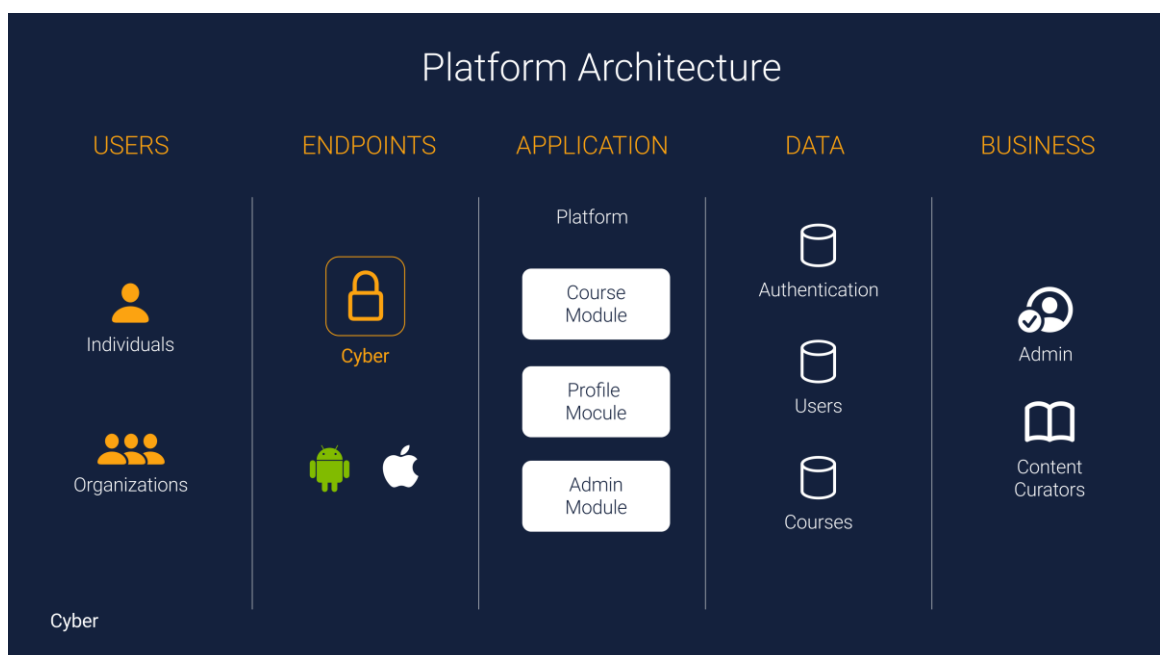 Platform Architecture
USERS
ENDPOINTS
APPLICATION
DATA
BUSINESS
Individuals
Organizations
Cyber
Platform
Course
Module
Profile
Mocule
Admin
Module
Authentication
Users
Courses
Admin
Content
Curators
Cyber